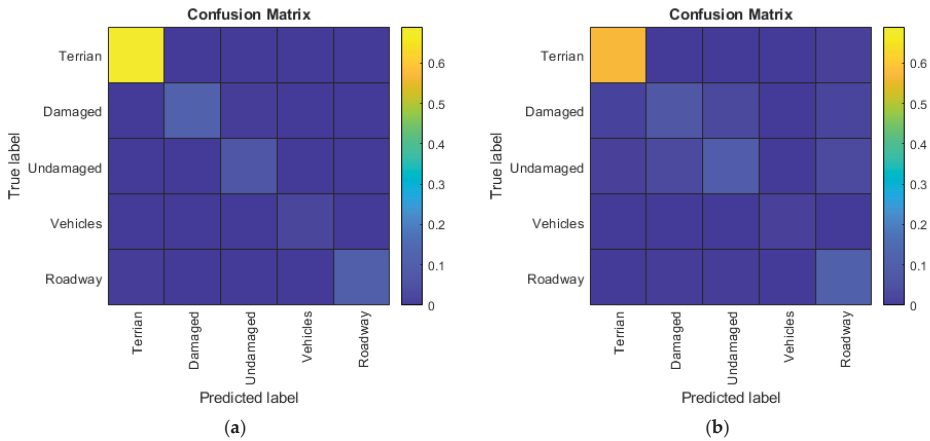 Confusion Matrix
Terrian
Damaged
Undamaged
Vehicles
Roadway
True label
Terrian
Damaged
Undamaged
Vehicles
Roadway
Predicted label
0.6
0.5
0.4
0.3
0.2
0.1
0
(a)
Confusion Matrix
Terrian
Damaged
Undamaged
Vehicles
Roadway
True label
Terrian
Damaged
Undamaged
Vehicles
Roadway
Predicted label
0.6
0.5
0.4
0.3
0.2
0.1
0
(b)